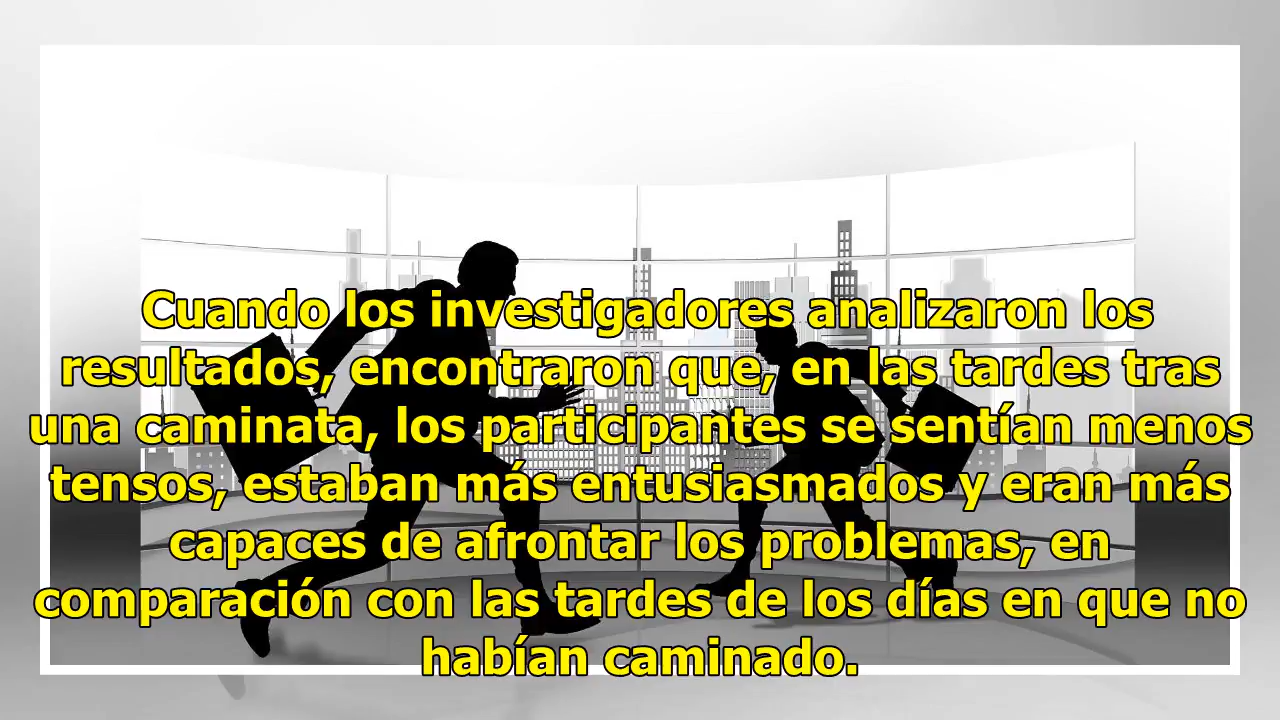 Cuando los investigadores analizaron los
resultados, encontraron que, en las tardes tras
una caminata, los participantes se sentían menos
tensos, estaban más entusiasmados y eran más
capaces de afrontar los problemas, en
comparación con las tardes de los días en que no
habían caminado.